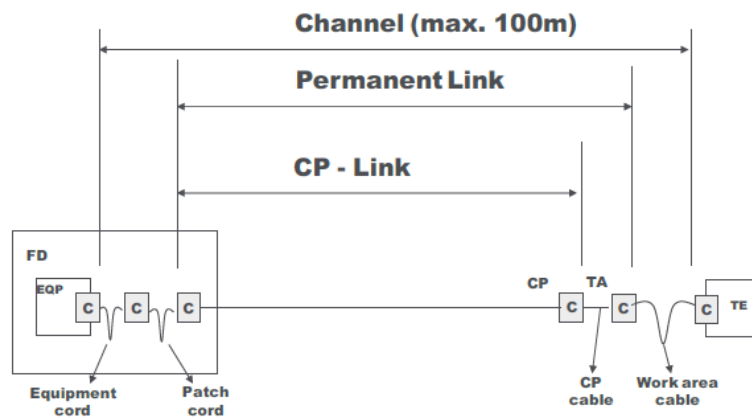 Channel (max. 100m)
Permanent Link
CP - Link
FD
EQP
C
C
C
CP
C
TA
C
C
TE
Equipment
cord
Patch
cord
CP
cable
Work area
cable